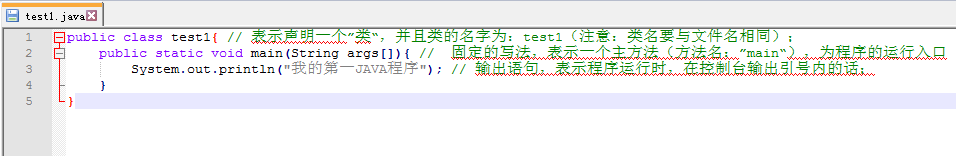 test1.java
1 public class test1{ // 表示声明一个”类“，并且类的名字为：test1（注意：类名要与文件名相同）；
2 public static void main(String args[]){ // 固定的写法，表示一个主方法（方法名：”main“），为程序的运行入口
3 System.out.println("我的第一JAVA程序"); // 输出语句，表示程序运行时，在控制台输出引号内的话；
4 }
5 }